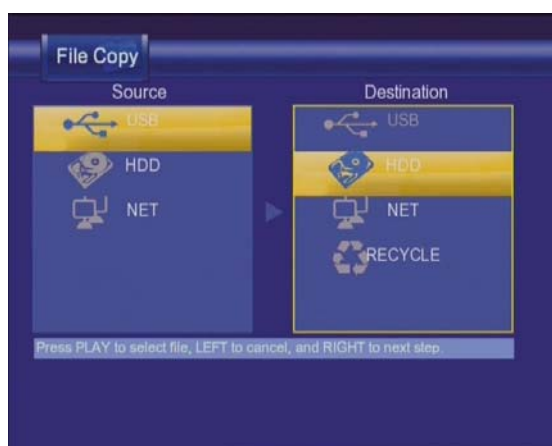 File Copy
Source
USB
HDD
NET
Destination
USB
HDD
NET
RECYCLE
Press PLAY to select file, LEFT to cancel, and RIGHT to next step.